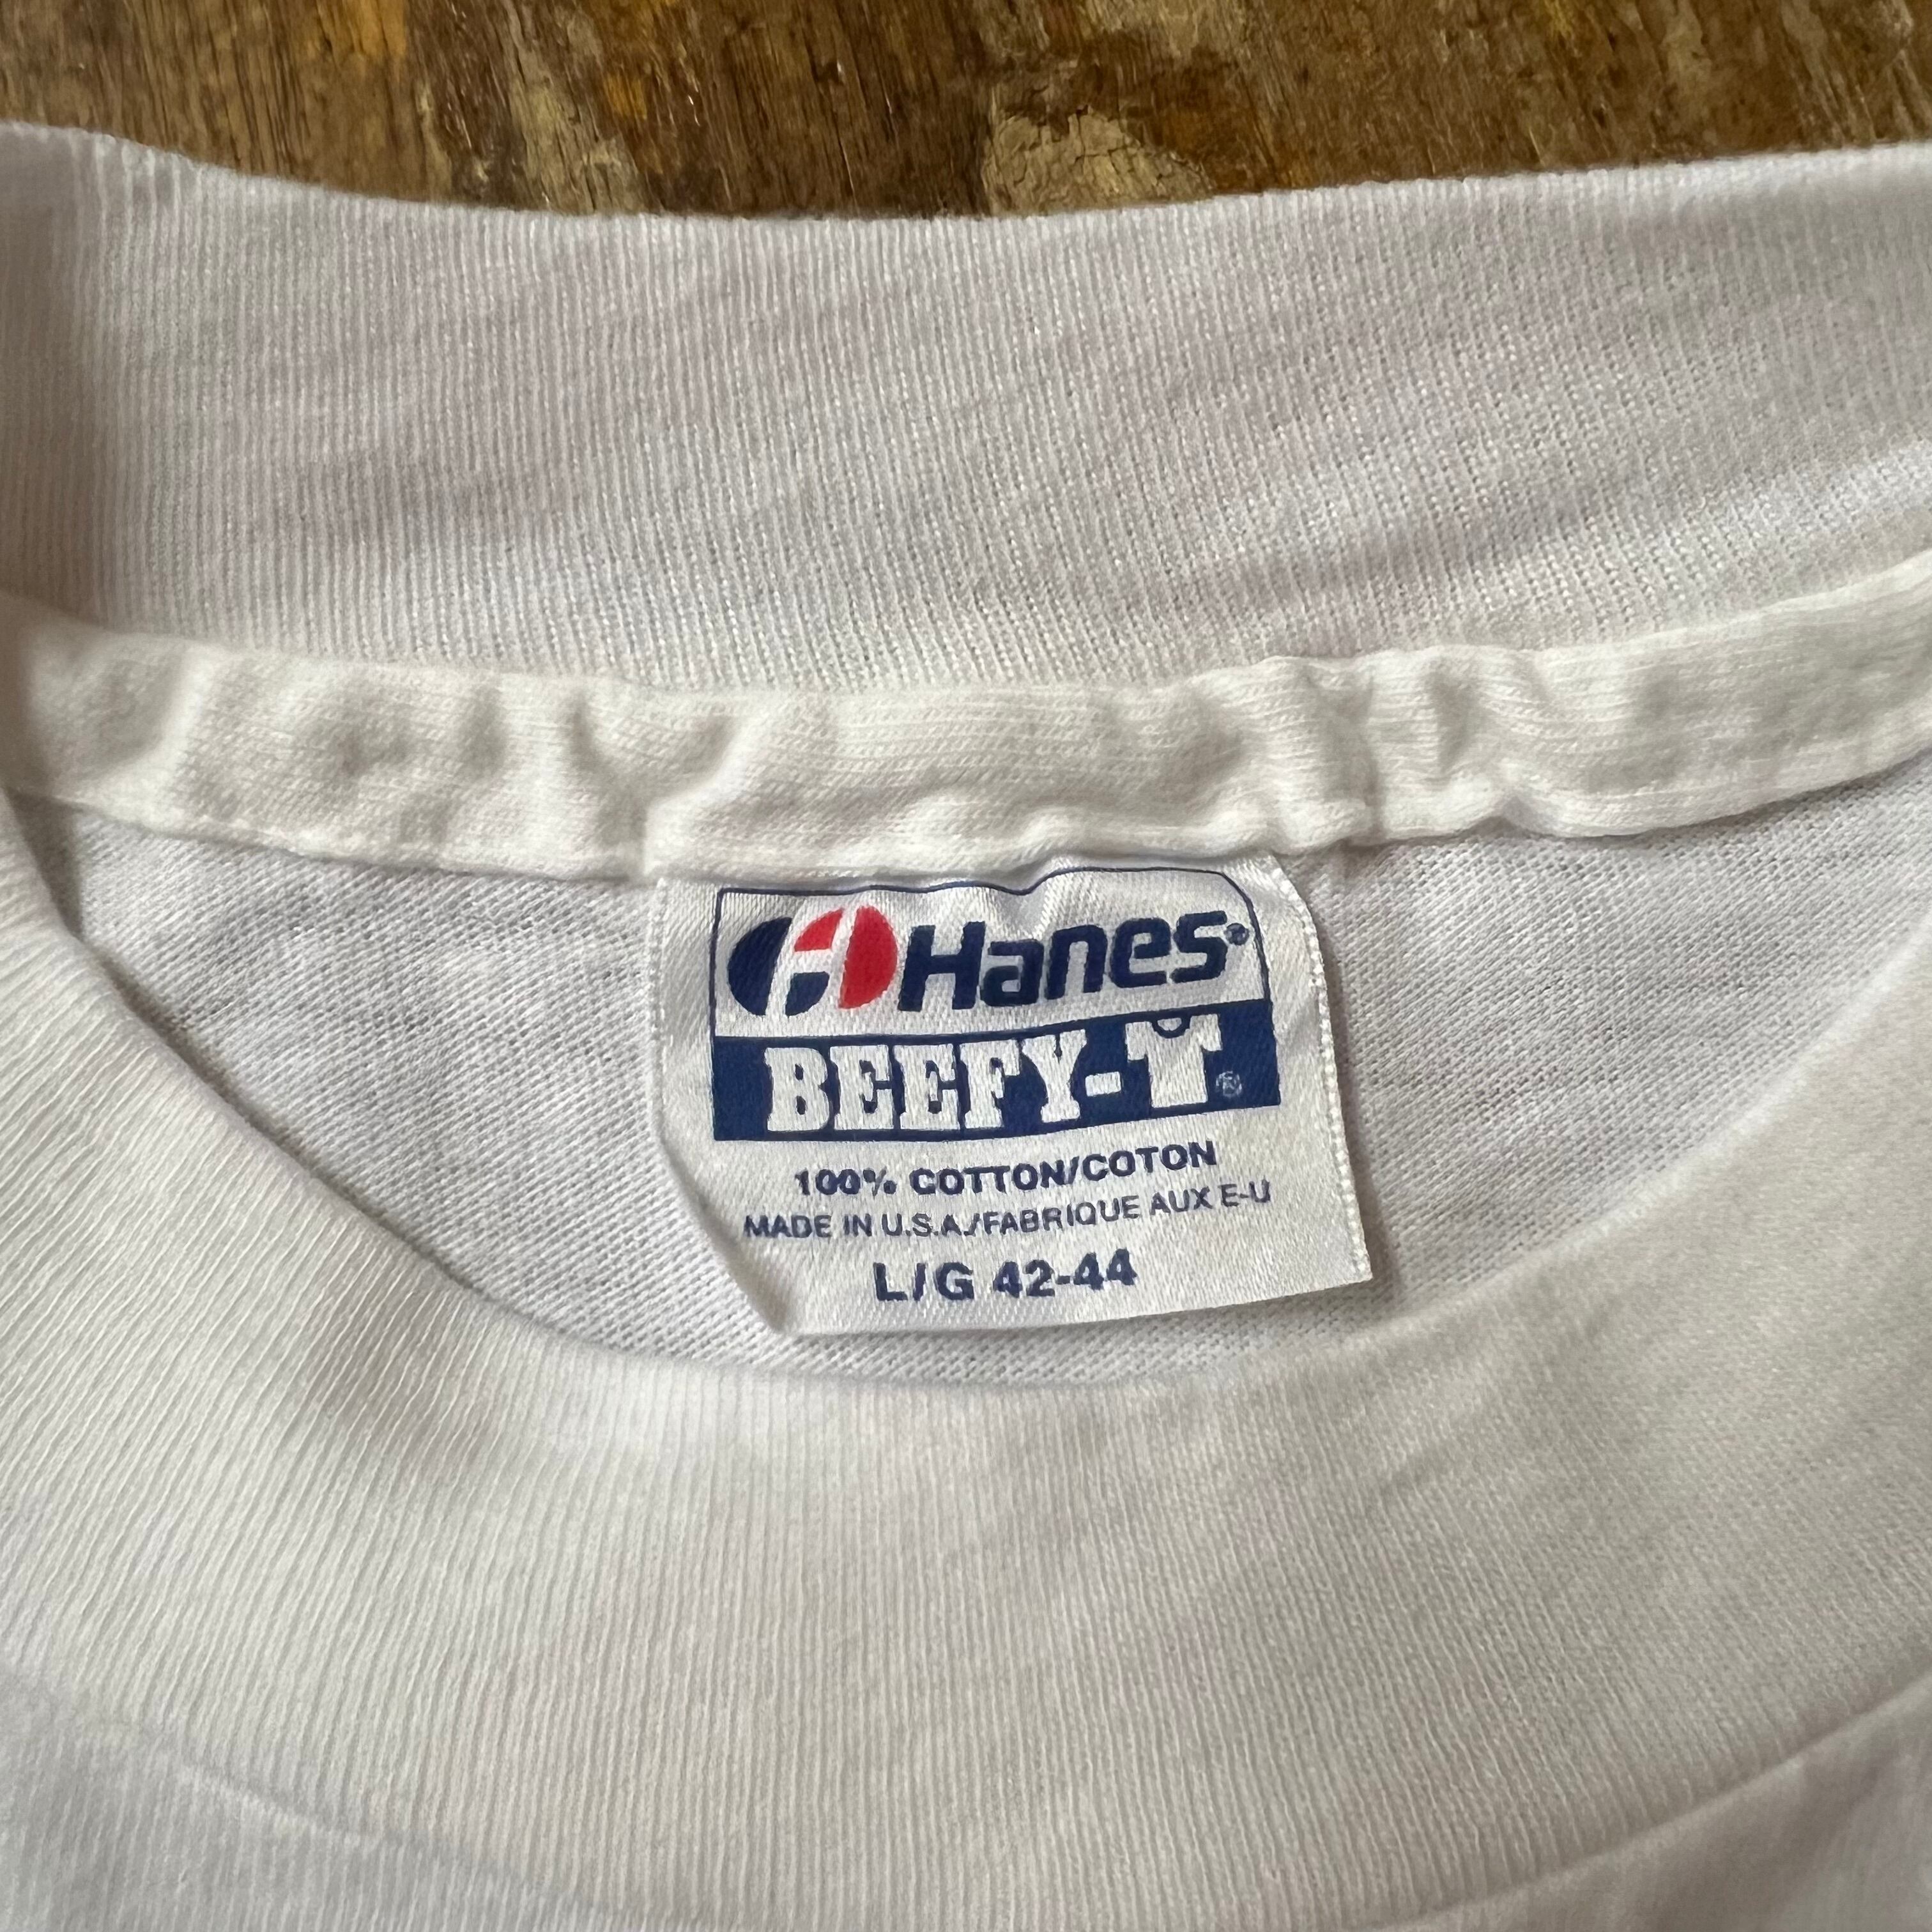 Hanes®
BEEFY-T®
100% COTTON/COTON
MADE IN U.S.A./FABRIQUE AUX E-U
L/G 42-44